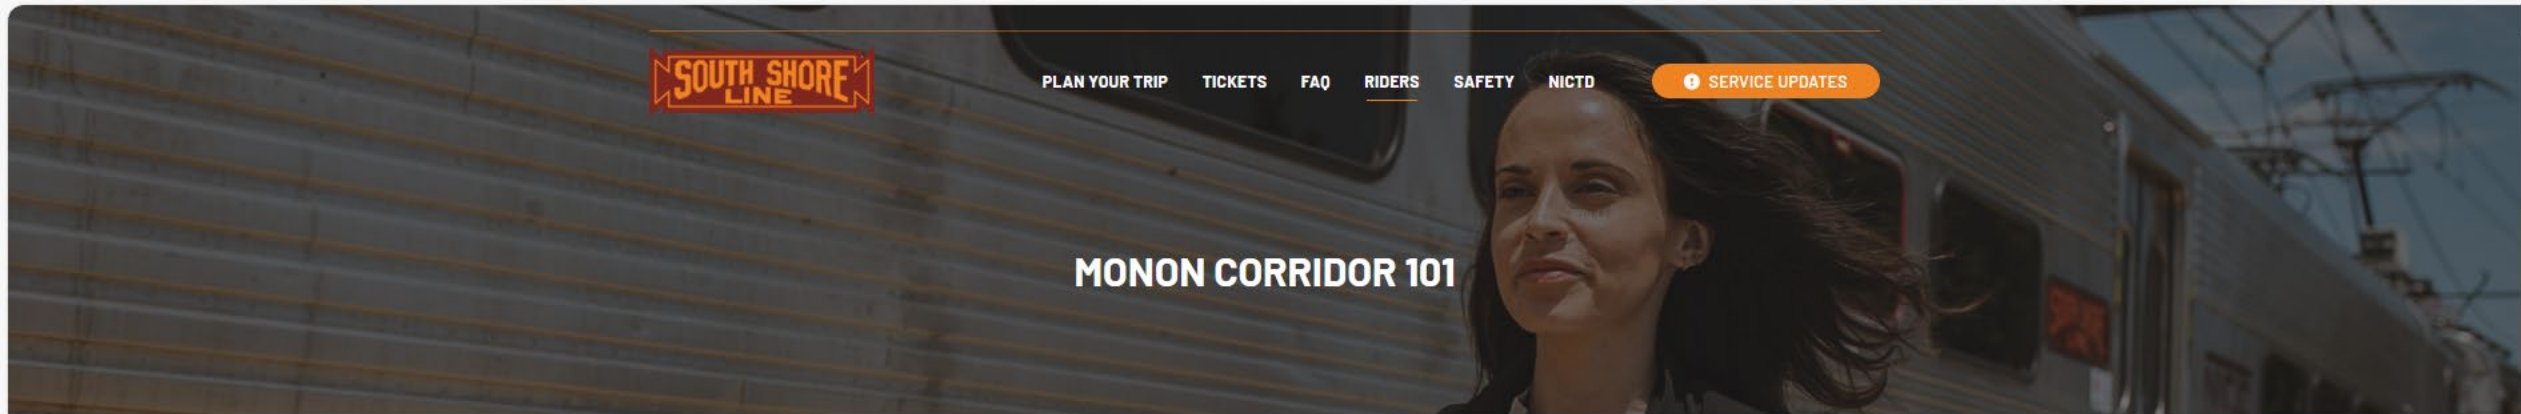 SOUTH SHORE
LINE
PLAN YOUR TRIP TICKETS FAQ RIDERS SAFETY NICTD SERVICE UPDATES
MONON CORRIDOR 101